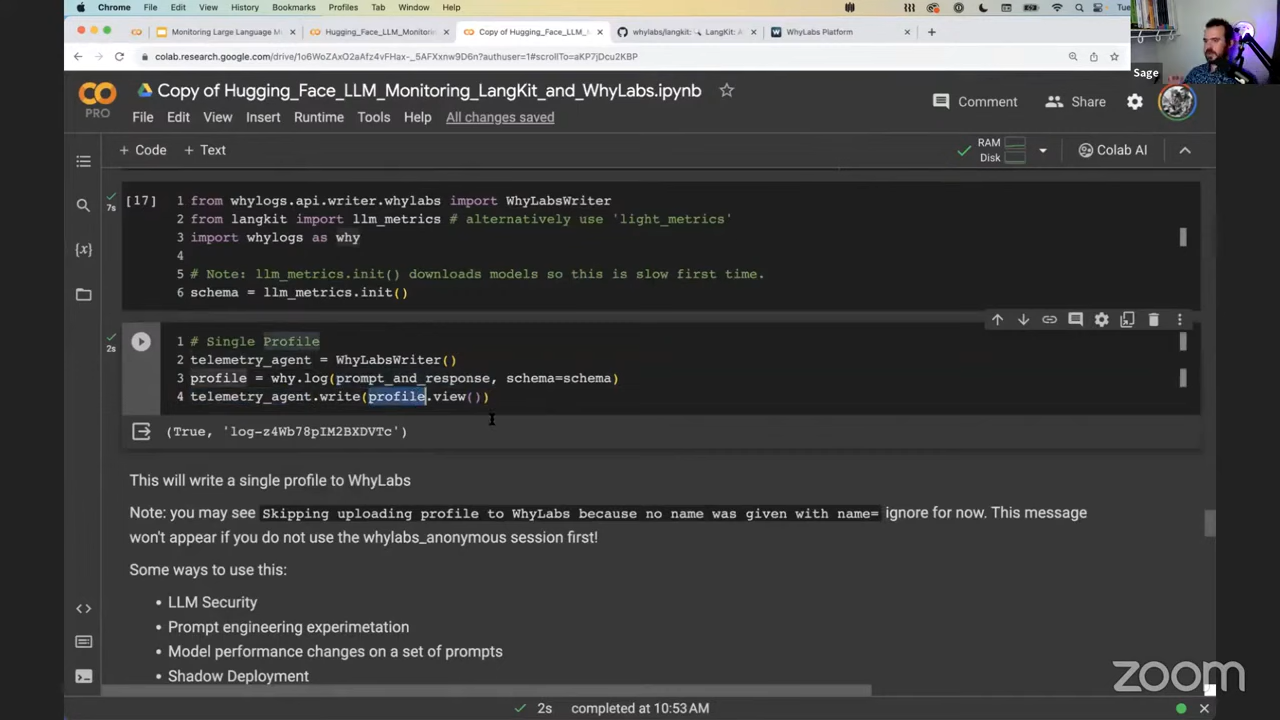 Chrome File Edit View History Bookmarks Profiles Tab Window Help Tue
Monitoring Large Language M Hugging_Face_LLM_Monitorin Copy of Hugging_Face_LLM_ whylabs/langkit: LangKit: A WhyLabs Platform
colab.research.google.com/drive/1o6WoZAxO2aAfz4vFHax-_5AFXxnw9D6n?authuser=1#scrollTo=aKP7jDcu2KBP
Sage
Copy of Hugging_Face_LLM_Monitoring_LangKit_and_WhyLabs.ipynb
Comment Share
PRO
File Edit View Insert Runtime Tools Help All changes saved
+ Code + Text
RAM
Disk
Colab AI
[17]
7s
1 from whylogs.api.writer.whylabs import WhyLabsWriter
2 from langkit import llm_metrics # alternatively use 'light_metrics'
3 import whylogs as why
4
5 # Note: llm_metrics.init() downloads models so this is slow first time.
6 schema = llm_metrics.init()
2s
1 # Single Profile
2 telemetry_agent = WhyLabsWriter()
3 profile = why.log(prompt_and_response, schema=schema)
4 telemetry_agent.write(profile.view())
(True, 'log-z4Wb78pIM2BXDVTc')
This will write a single profile to WhyLabs
Note: you may see Skipping uploading profile to WhyLabs because no name was given with name= ignore for now. This message
won't appear if you do not use the whylabs_anonymous session first!
Some ways to use this:
• LLM Security
• Prompt engineering experimetation
• Model performance changes on a set of prompts
• Shadow Deployment
zoom
2s completed at 10:53 AM